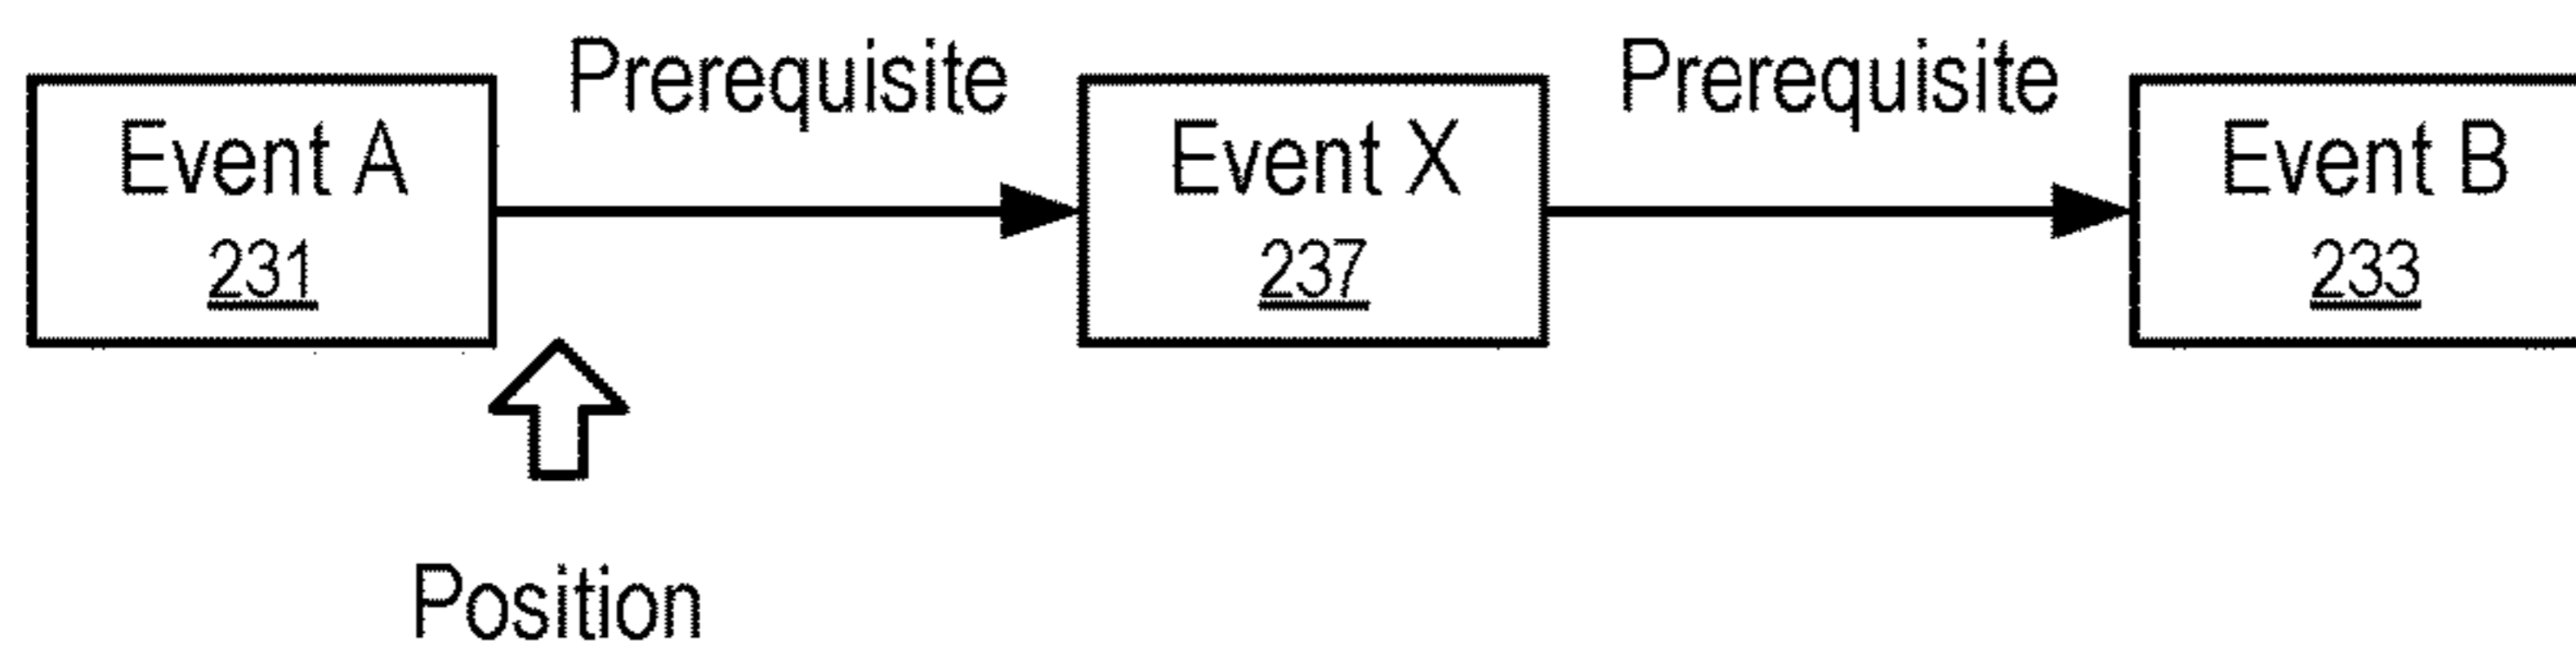 Prerequisite
Prerequisite
Event A
231
Event X
237
Event B
233
Position